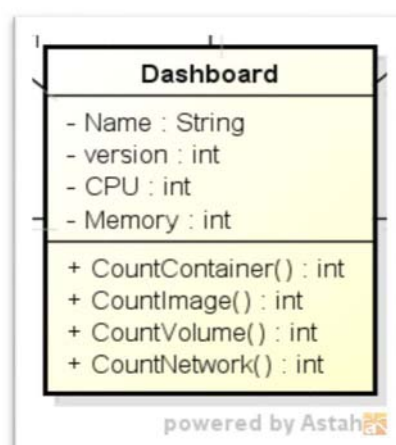 Dashboard
- Name : String
- version : int
- CPU : int
- Memory : int
+ CountContainer() : int
+ CountImage() : int
+ CountVolume() : int
+ CountNetwork() : int
powered by Astah